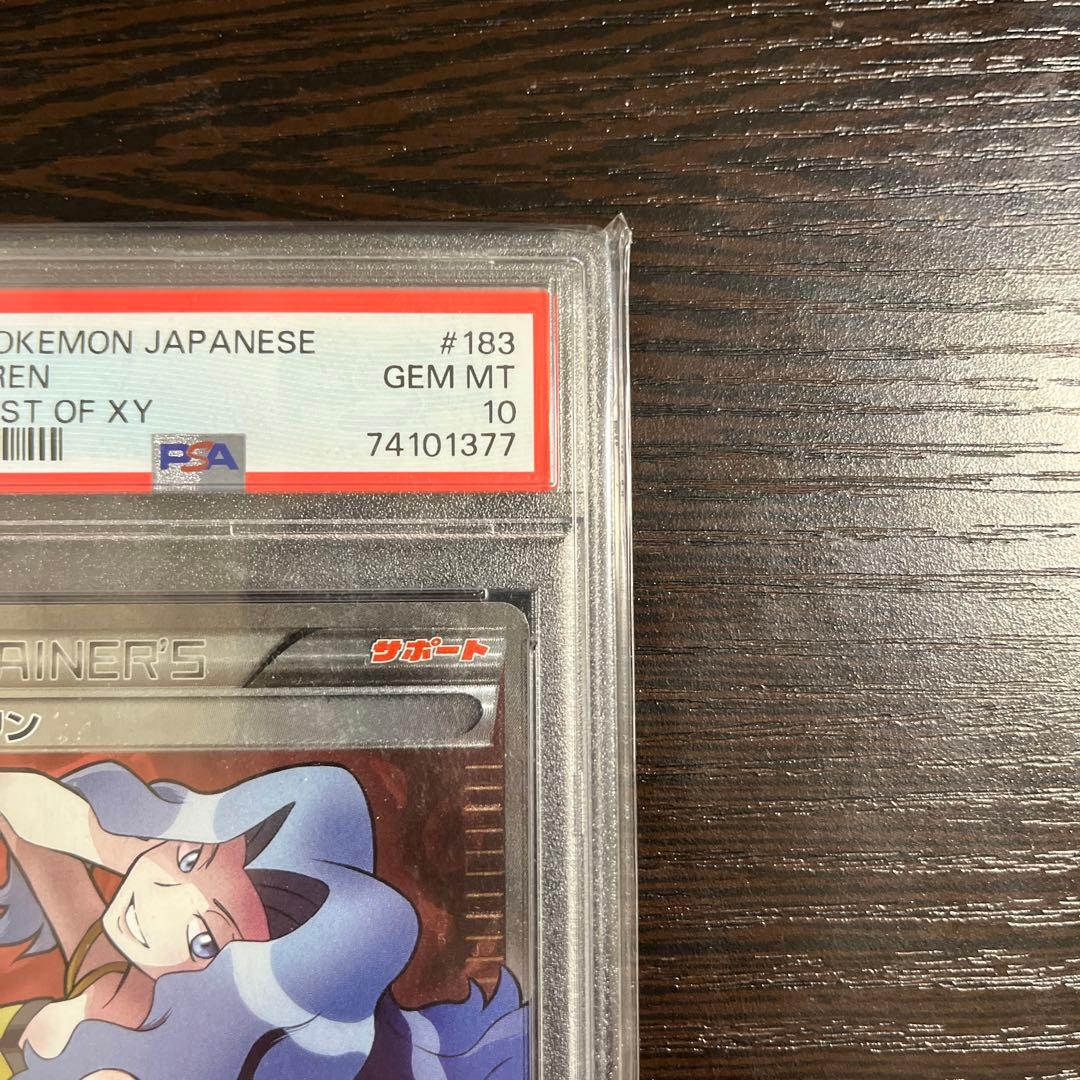 OKEMON JAPANESE #183
REN GEM MT
ST OF XY 10
PSA 74101377
AINER'S サポート
リン